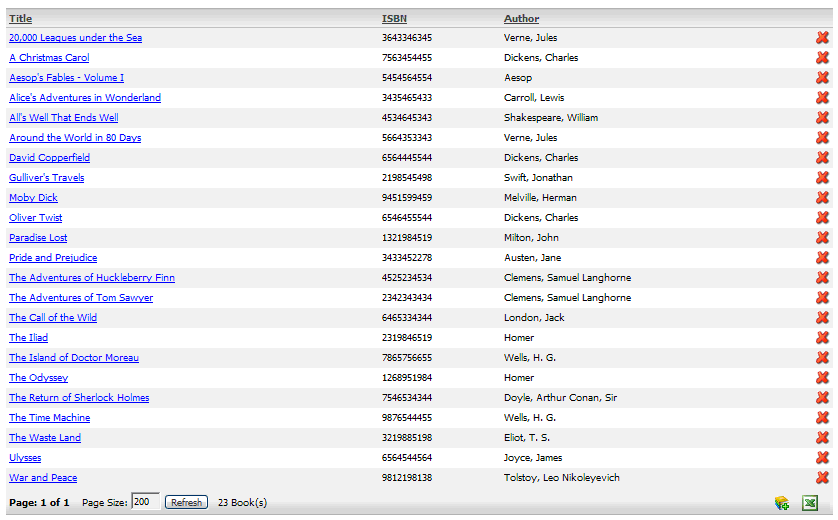 Title ISBN Author
20,000 Leagues under the Sea 3643346345 Verne, Jules
A Christmas Carol 7563454455 Dickens, Charles
Aesop's Fables - Volume I 5454564554 Aesop
Alice's Adventures in Wonderland 3435465433 Carroll, Lewis
All's Well That Ends Well 4534645343 Shakespeare, William
Around the World in 80 Days 5664353343 Verne, Jules
David Copperfield 6564445544 Dickens, Charles
Gulliver's Travels 2198545498 Swift, Jonathan
Moby Dick 9451599459 Melville, Herman
Oliver Twist 6546455544 Dickens, Charles
Paradise Lost 1321984519 Milton, John
Pride and Prejudice 3433452278 Austen, Jane
The Adventures of Huckleberry Finn 4525234534 Clemens, Samuel Langhorne
The Adventures of Tom Sawyer 2342343434 Clemens, Samuel Langhorne
The Call of the Wild 6465334344 London, Jack
The Iliad 2319846519 Homer
The Island of Doctor Moreau 7865756655 Wells, H. G.
The Odyssey 1268951984 Homer
The Return of Sherlock Holmes 7546534344 Doyle, Arthur Conan, Sir
The Time Machine 9876544455 Wells, H. G.
The Waste Land 3219885198 Eliot, T. S.
Ulysses 6564544564 Joyce, James
War and Peace 9812198138 Tolstoy, Leo Nikoleyevich
Page: 1 of 1 Page Size: 200 Refresh 23 Book(s)